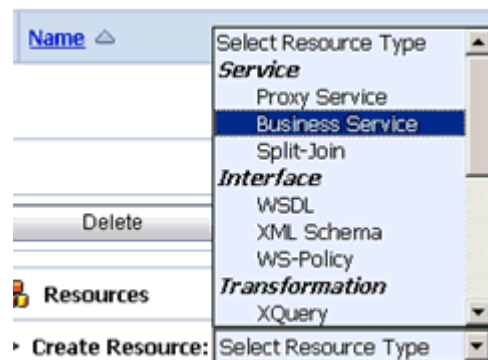 Name
Select Resource Type
Service
Proxy Service
Business Service
Split-Join
Interface
WSDL
Delete
XML Schema
WS-Policy
Resources
Transformation
XQuery
Create Resource: Select Resource Type